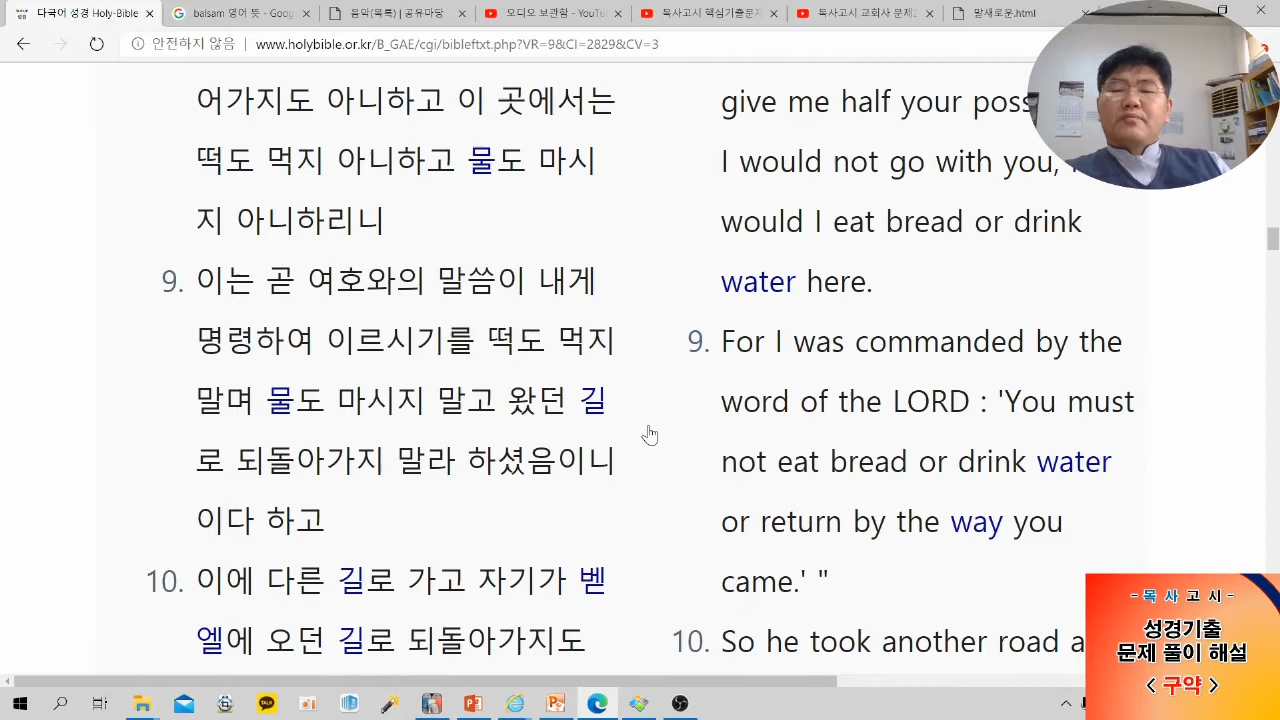 다국어 성경 Holy-Bible
balsam 영어 뜻 - Goog
음악(목록) | 공유마당
오디오 보관함 - YouTu
목사고시 핵심기출문
목사고시 교회사 문제2
말새로운.html
안전하지 않음 | www.holybible.or.kr/B_GAE/cgi/bibleftxt.php?VR=9&CI=2829&CV=3
어가지도 아니하고 이 곳에서는
떡도 먹지 아니하고 물도 마시
지 아니하리니
9. 이는 곧 여호와의 말씀이 내게
명령하여 이르시기를 떡도 먹지
말며 물도 마시지 말고 왔던 길
로 되돌아가지 말라 하셨음이니
이다 하고
10. 이에 다른 길로 가고 자기가 벧
엘에 오던 길로 되돌아가지도
give me half your poss
I would not go with you,
would I eat bread or drink
water here.
9. For I was commanded by the
word of the LORD : 'You must
not eat bread or drink water
or return by the way you
came.' "
10. So he took another road a
- 목 사 고 시 -
성경기출
문제 풀이 해설
< 구약 >